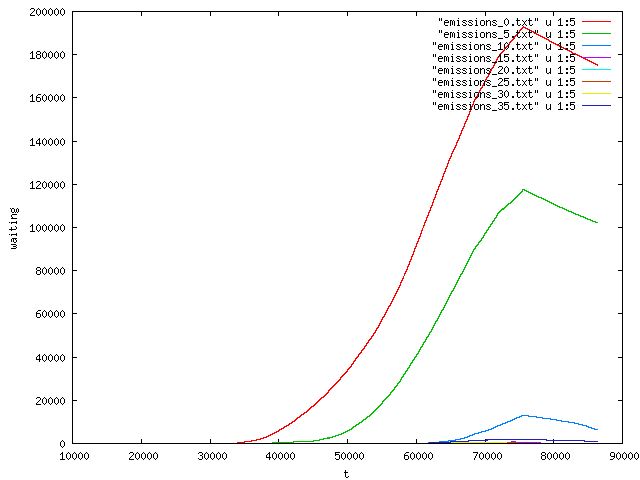 200000
180000
160000
140000
120000
100000
80000
60000
40000
20000
0
waiting
"emissions_0.txt" u 1:5
"emissions_5.txt" u 1:5
"emissions_10.txt" u 1:5
"emissions_15.txt" u 1:5
"emissions_20.txt" u 1:5
"emissions_25.txt" u 1:5
"emissions_30.txt" u 1:5
"emissions_35.txt" u 1:5
10000 20000 30000 40000 50000 60000 70000 80000 90000
t